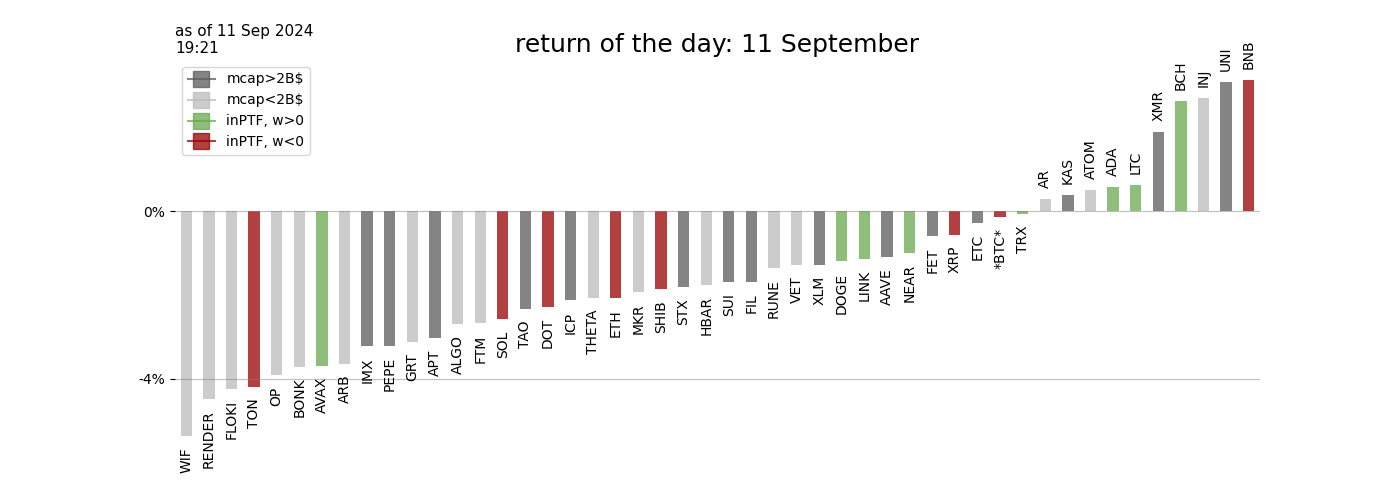 as of 11 Sep 2024
19:21
return of the day: 11 September
mcap>2B$
mcap<2B$
inPTF, w>0
inPTF, w<0
0%
-4%
WIF
RENDER
FLOKI
TON
OP
BONK
AVAX
ARB
IMX
PEPE
GRT
APT
ALGO
FTM
SOL
TAO
DOT
ICP
THETA
ETH
MKR
SHIB
STX
HBAR
SUI
FIL
RUNE
VET
XLM
DOGE
LINK
AAVE
NEAR
FET
XRP
ETC
*BTC*
TRX
AR
KAS
ATOM
ADA
LTC
XMR
BCH
INJ
UNI
BNB